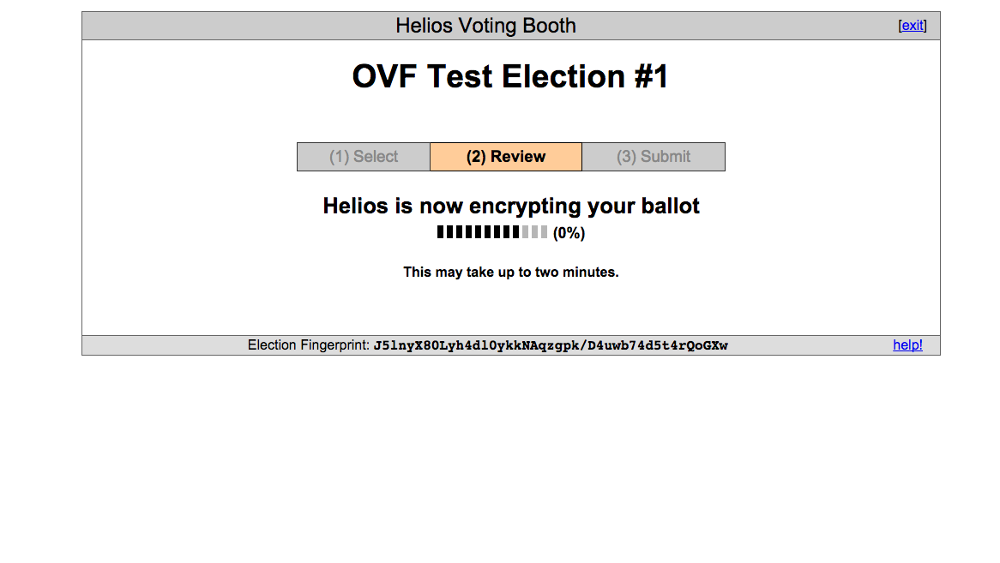 Helios Voting Booth [exit]
OVF Test Election #1
(1) Select (2) Review (3) Submit
Helios is now encrypting your ballot
(0%)
This may take up to two minutes.
Election Fingerprint: J5lnyX80Lyh4dl0ykkNAqzgpk/D4uwb74d5t4rQoGXw help!